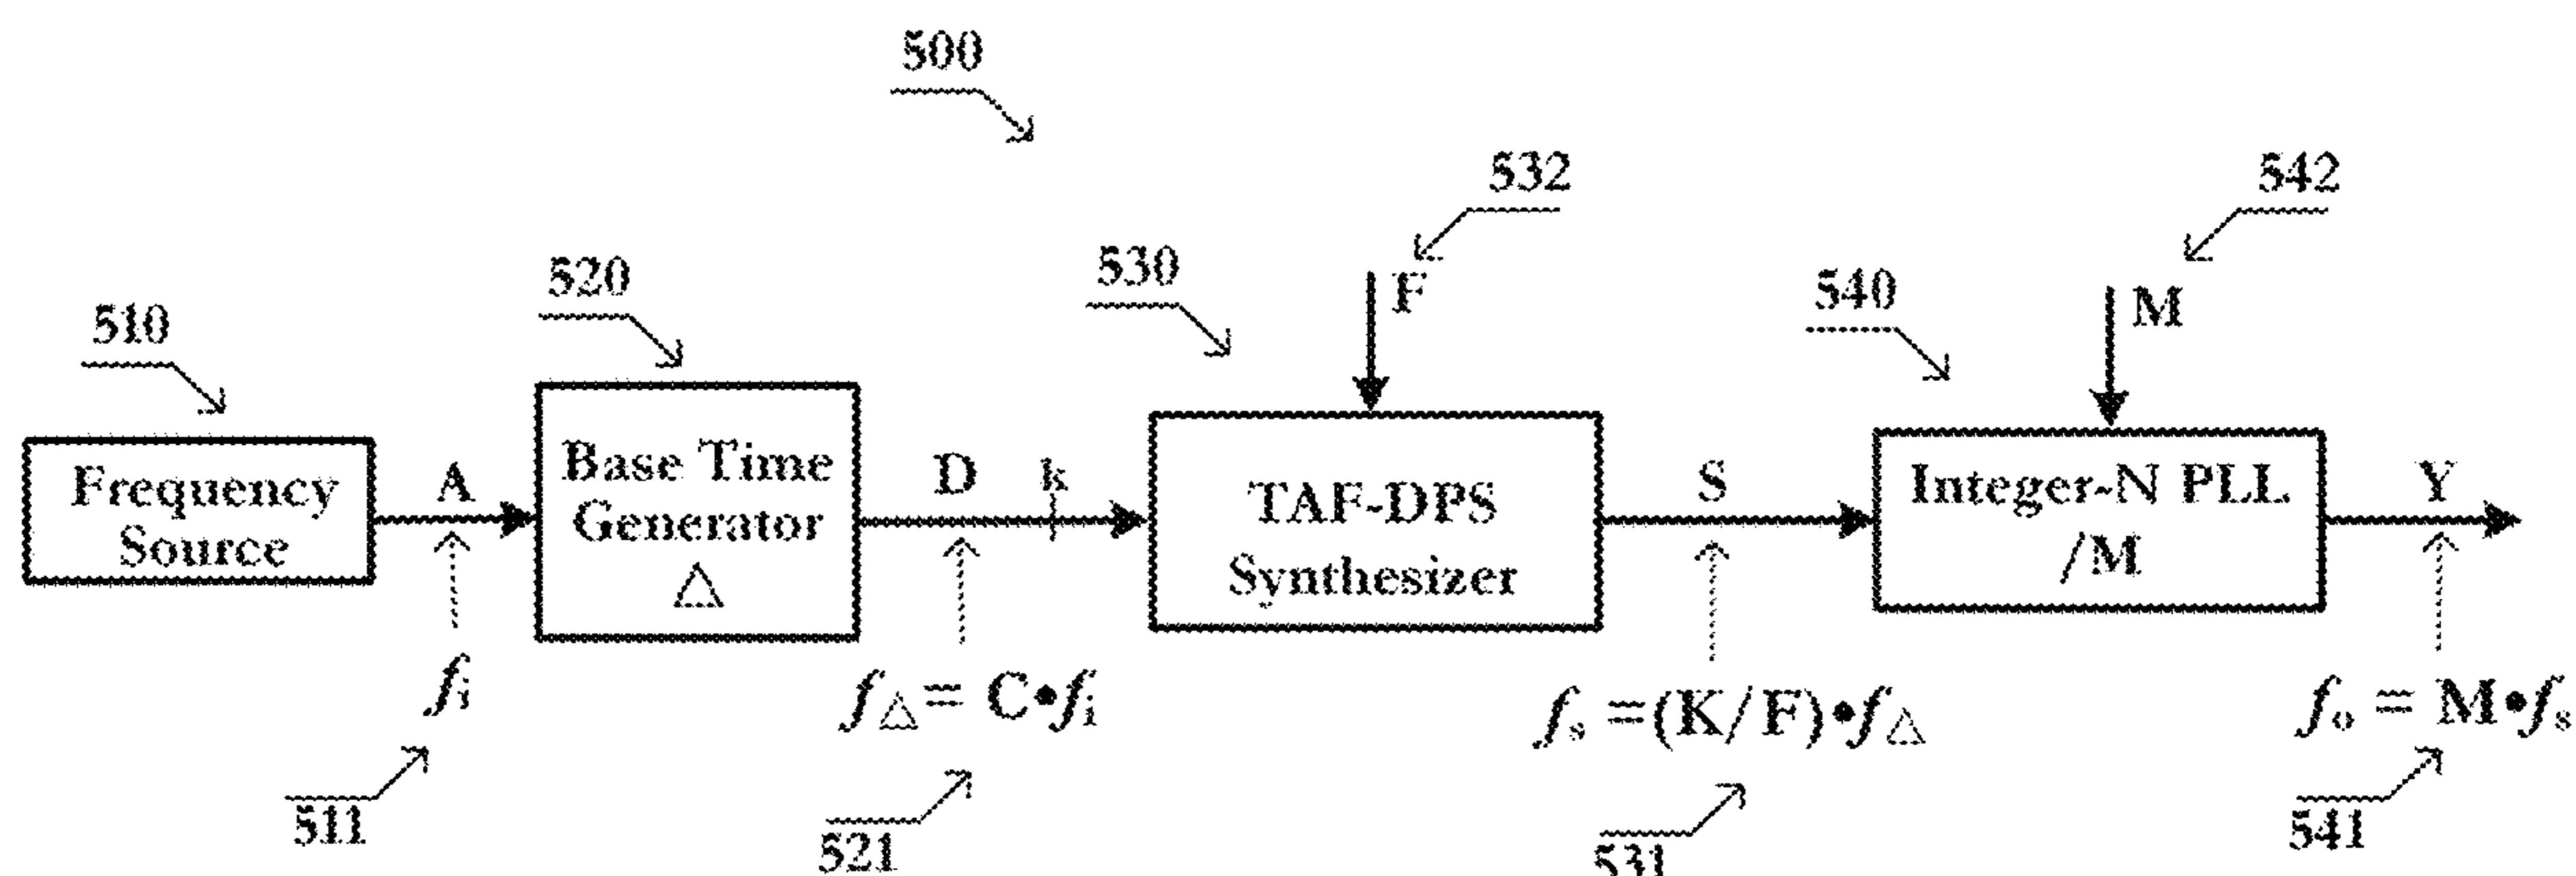 500
532
542
530
F
520
540
M
510
Frequency
Source
A
Base Time
Generator
△
D
k
TAF-DPS
Synthesizer
S
Integer-N PLL
/M
Y
fi
f△= C•fi
fs =(K/F)•f△
fo = M•fs
511
521
531
541